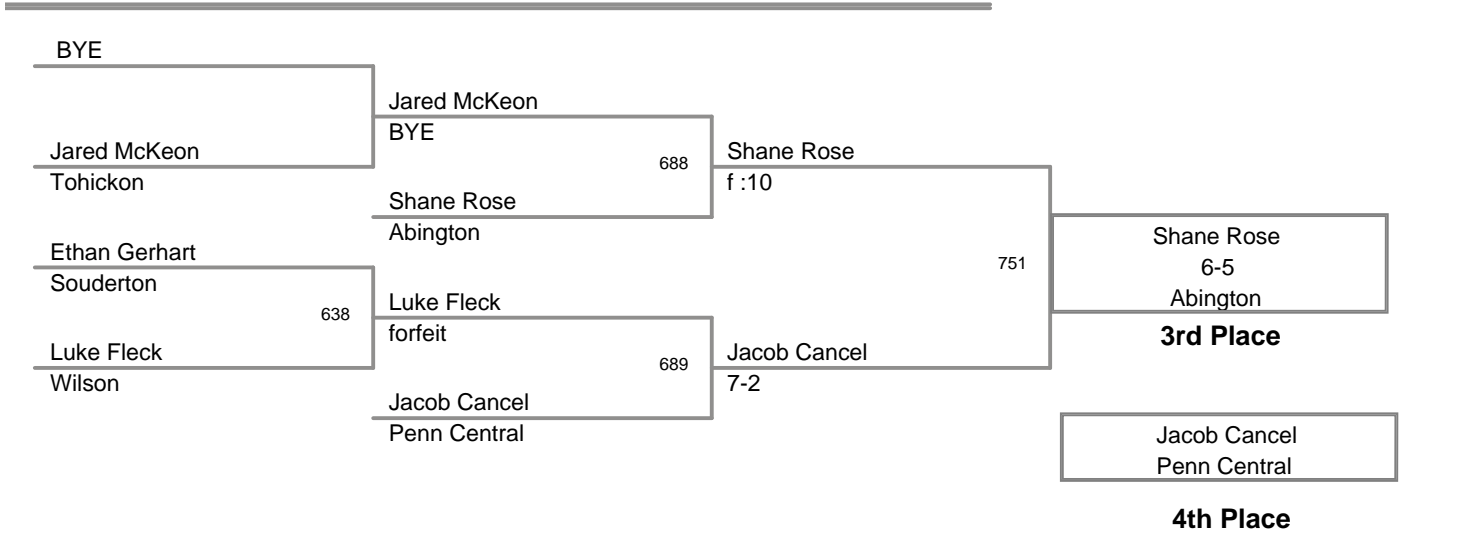 BYE
Jared McKeon
BYE
Jared McKeon
Tohickon
688
Shane Rose
f :10
Shane Rose
Abington
Ethan Gerhart
Souderton
638
Luke Fleck
forfeit
Luke Fleck
Wilson
689
Jacob Cancel
7-2
Jacob Cancel
Penn Central
751
Shane Rose
6-5
Abington
3rd Place
Jacob Cancel
Penn Central
4th Place